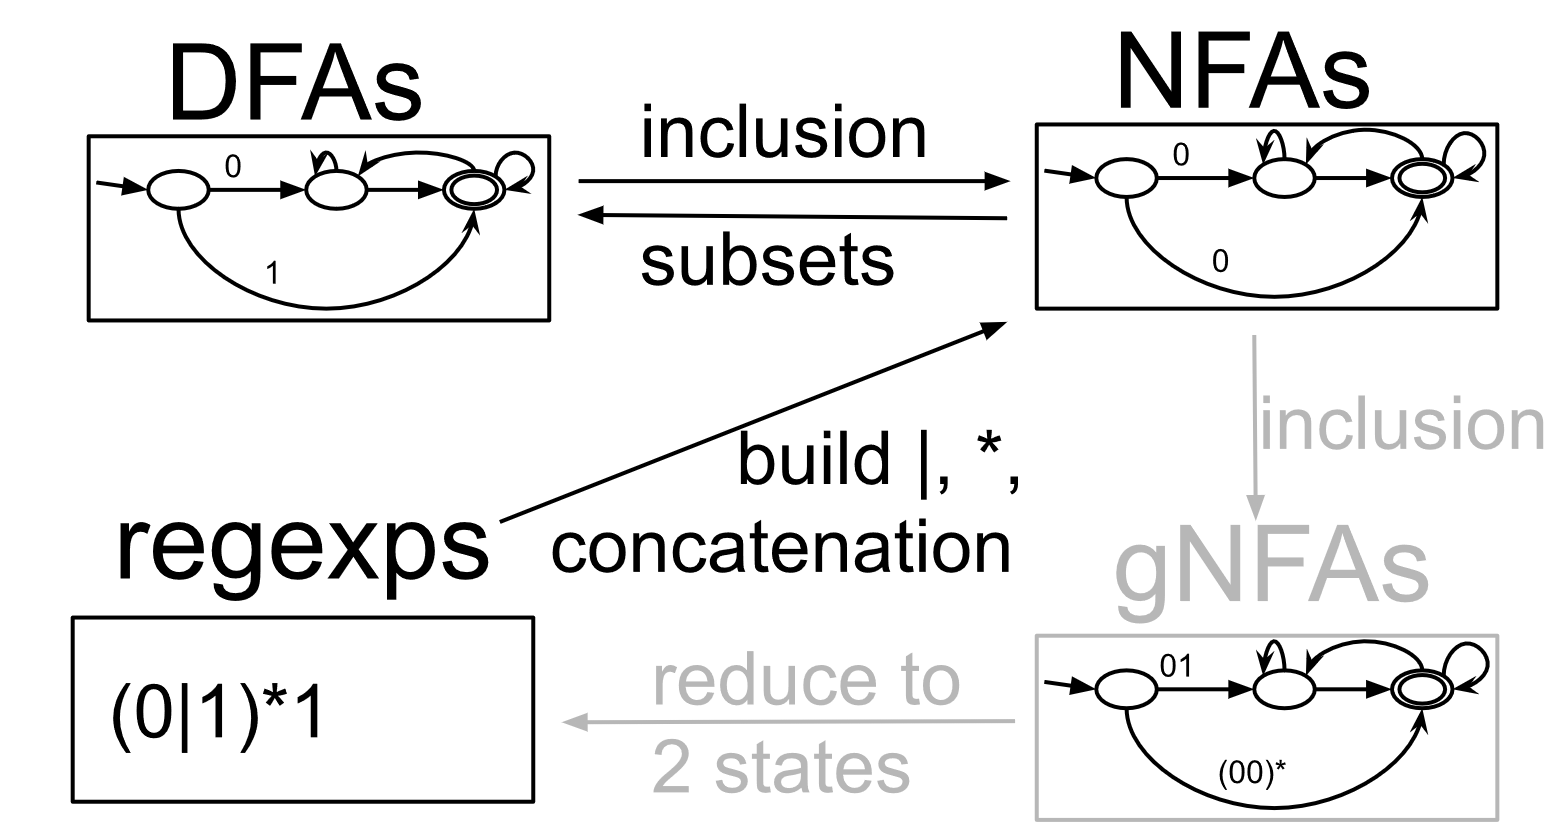 DFAs
NFAs
0
1
inclusion
subsets
0
0
build |, *,
concatenation
inclusion
regexps
(0|1)*1
gNFAs
01
(00)*
reduce to
2 states